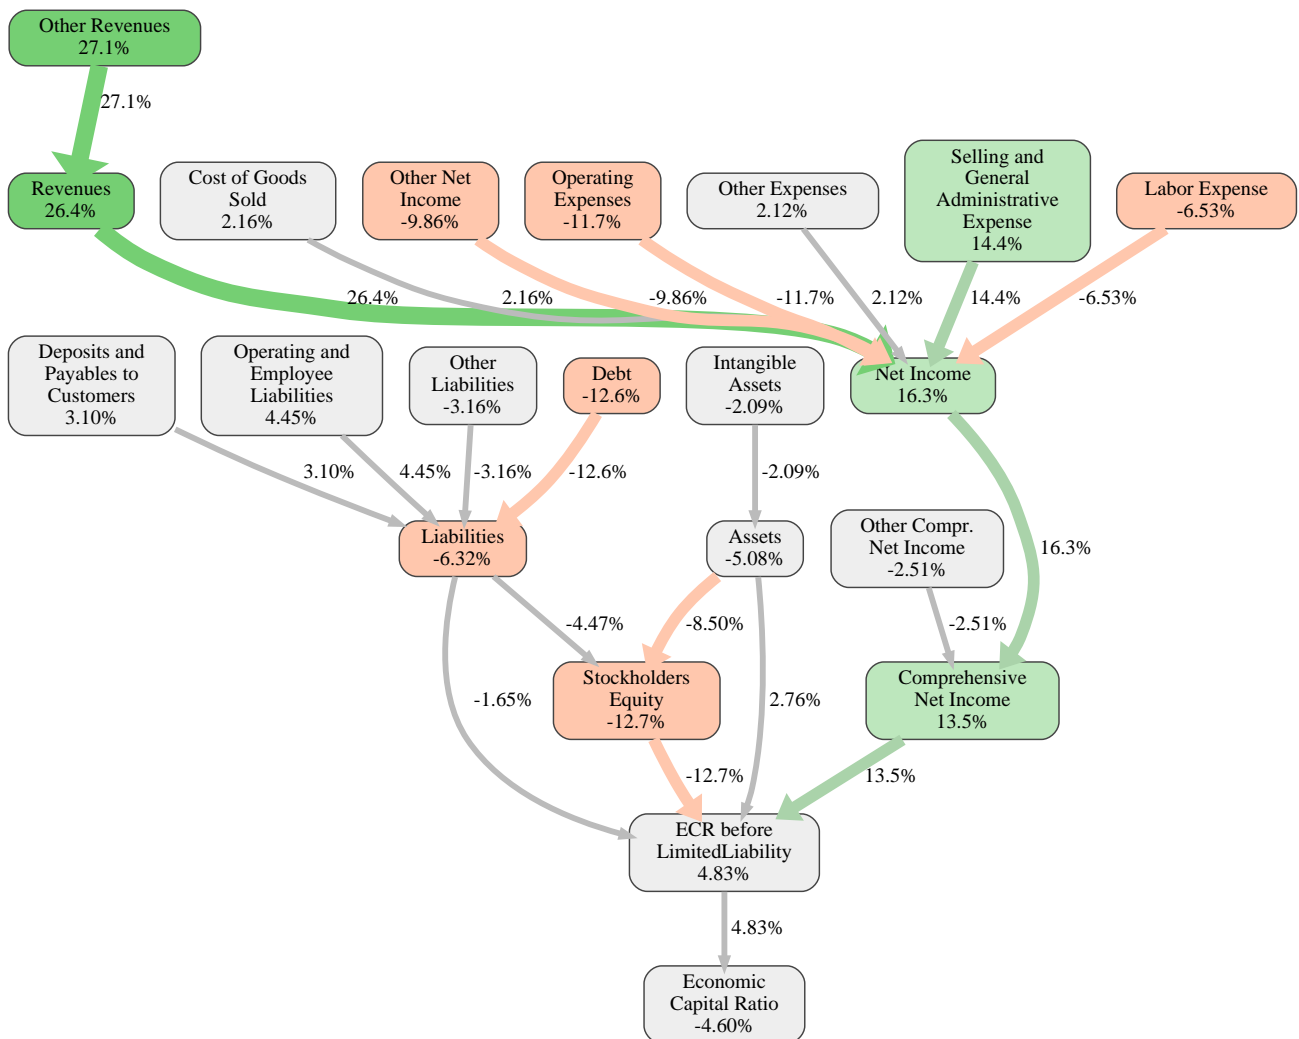 Other Revenues
27.1%
27.1%
Revenues
26.4%
Cost of Goods
Sold
2.16%
Other Net
Income
-9.86%
Operating
Expenses
-11.7%
Other Expenses
2.12%
Selling and
General
Administrative
Expense
14.4%
Labor Expense
-6.53%
26.4%
2.16%
-9.86%
-11.7%
2.12%
14.4%
-6.53%
Deposits and
Payables to
Customers
3.10%
Operating and
Employee
Liabilities
4.45%
Other
Liabilities
-3.16%
Debt
-12.6%
Intangible
Assets
-2.09%
Net Income
16.3%
3.10%
4.45%
-3.16%
-12.6%
-2.09%
16.3%
Liabilities
-6.32%
Assets
-5.08%
Other Compr.
Net Income
-2.51%
-4.47%
-8.50%
-2.51%
Stockholders
Equity
-12.7%
Comprehensive
Net Income
13.5%
-1.65%
2.76%
-12.7%
13.5%
ECR before
LimitedLiability
4.83%
4.83%
Economic
Capital Ratio
-4.60%